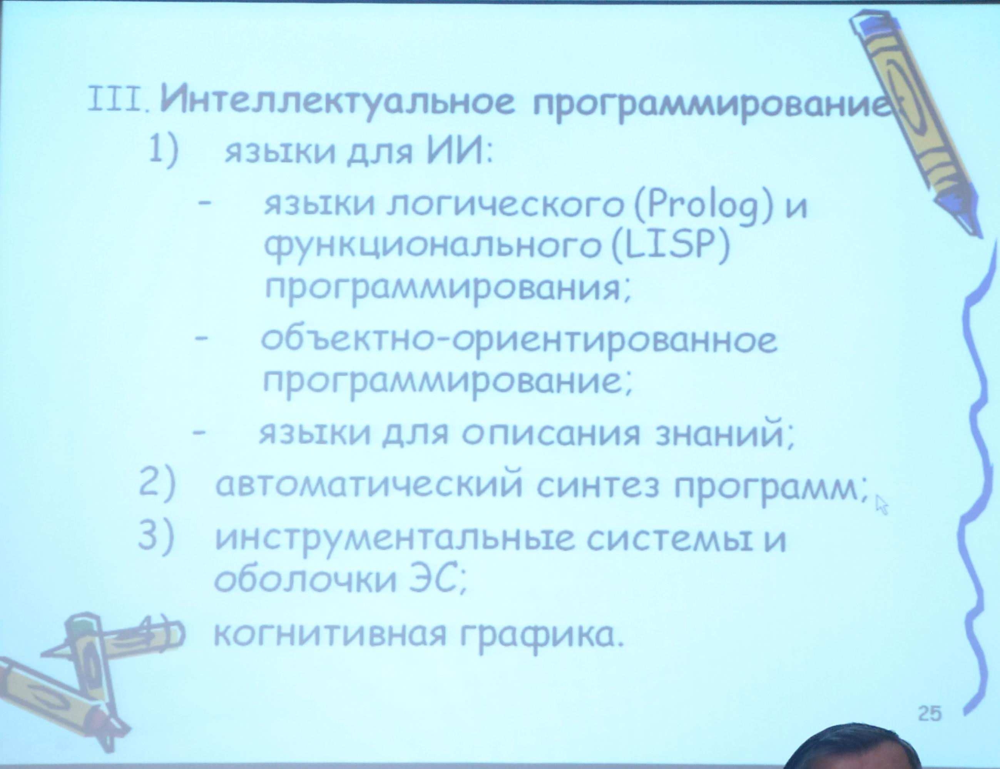 III. Интеллектуальное программирование
1) языки для ИИ:
- языки логического (Prolog) и
функционального (LISP)
программирования;
- объектно-ориентированное
программирование;
- языки для описания знаний;
2) автоматический синтез программ;
3) инструментальные системы и
оболочки ЭС;
4) когнитивная графика.
25